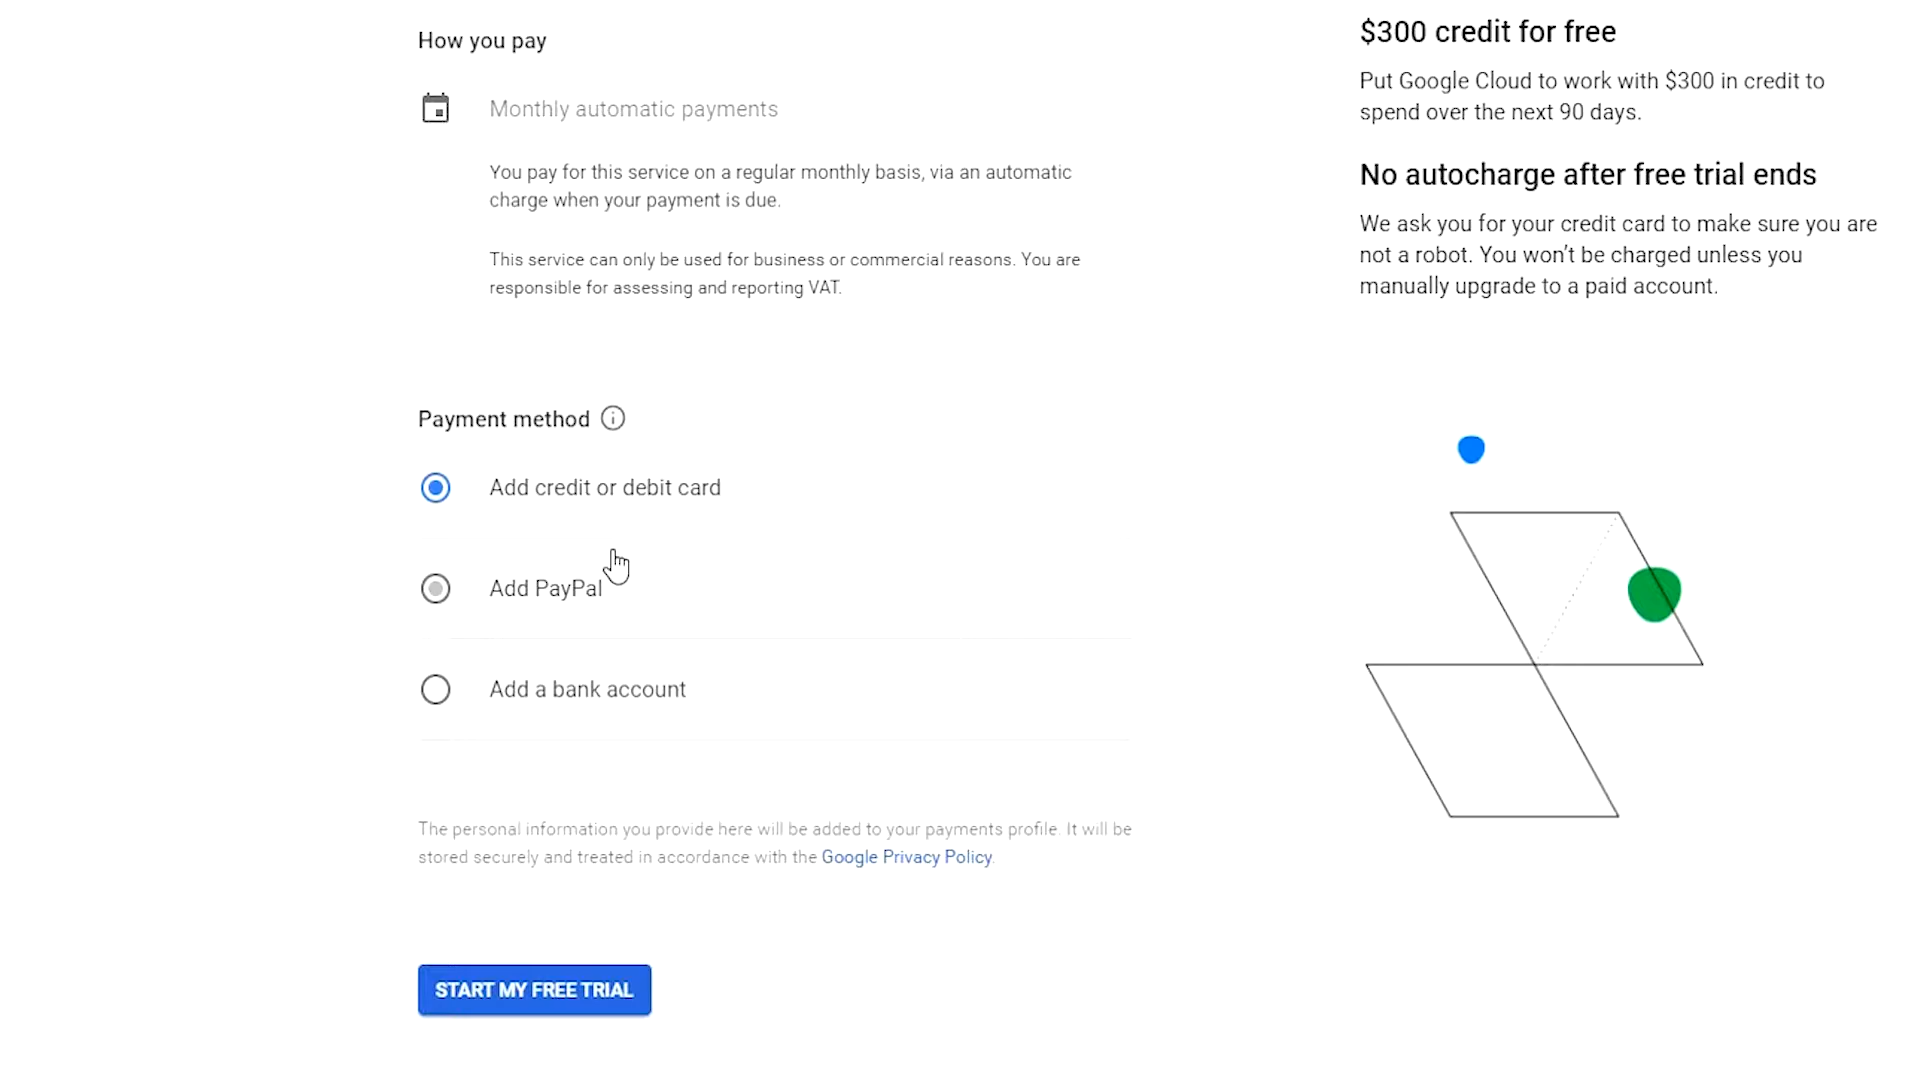 How you pay
Monthly automatic payments
You pay for this service on a regular monthly basis, via an automatic
charge when your payment is due.
This service can only be used for business or commercial reasons. You are
responsible for assessing and reporting VAT.
Payment method
Add credit or debit card
Add PayPal
Add a bank account
The personal information you provide here will be added to your payments profile. It will be
stored securely and treated in accordance with the Google Privacy Policy.
START MY FREE TRIAL
$300 credit for free
Put Google Cloud to work with $300 in credit to
spend over the next 90 days.
No autocharge after free trial ends
We ask you for your credit card to make sure you are
not a robot. You won’t be charged unless you
manually upgrade to a paid account.